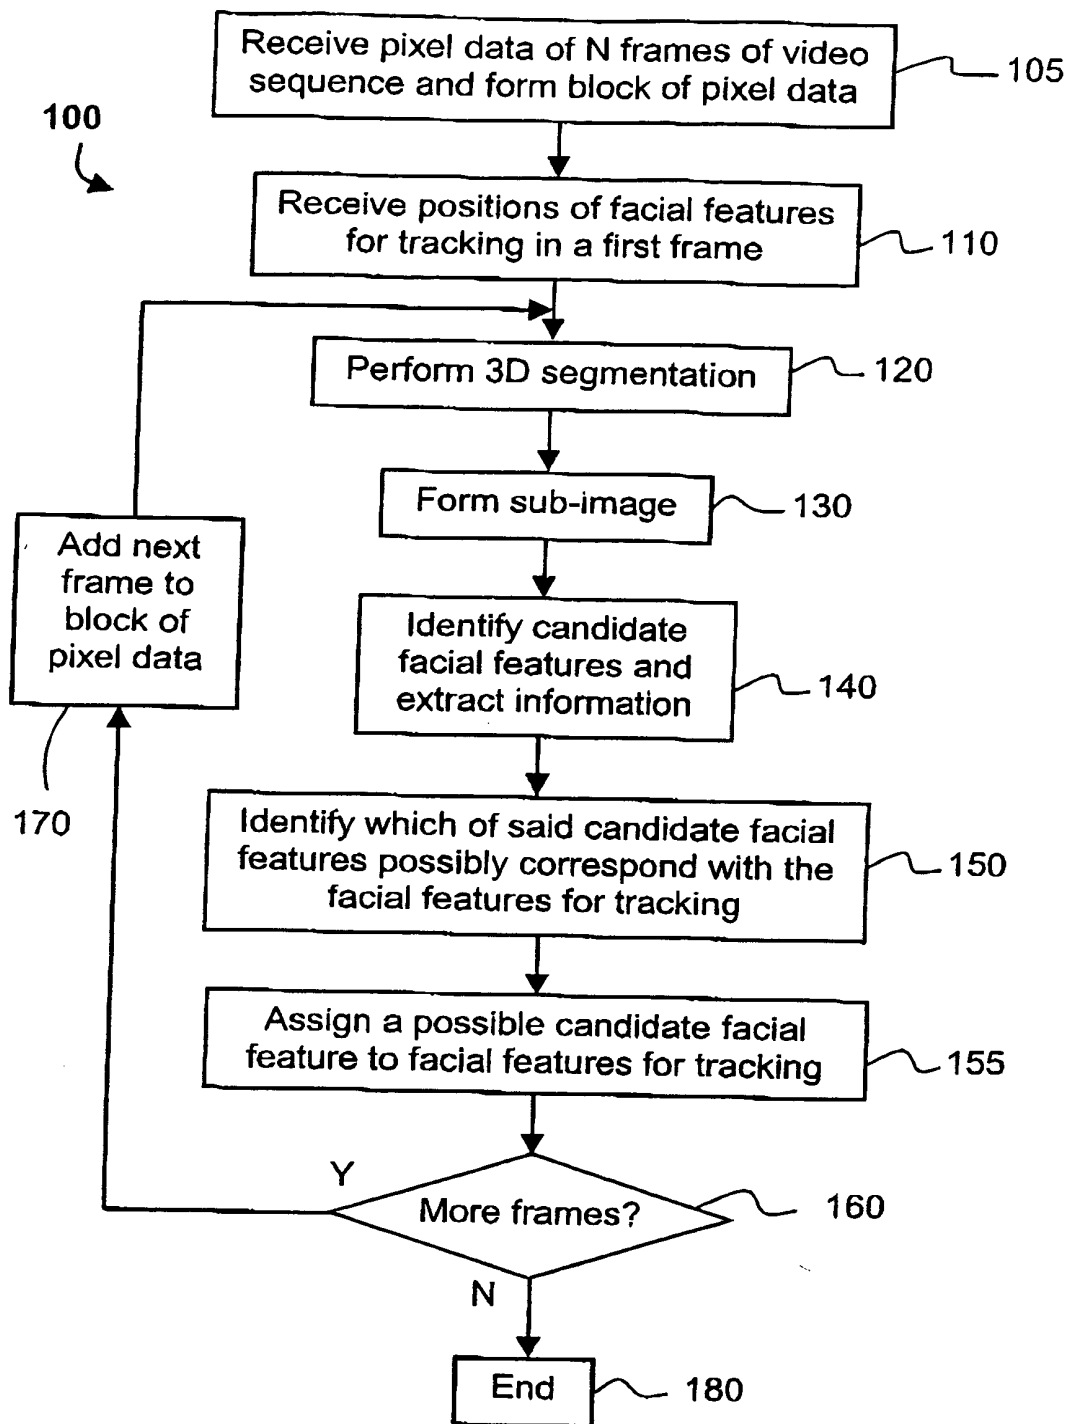 Receive pixel data of N frames of video
sequence and form block of pixel data
105
100
Receive positions of facial features
for tracking in a first frame
110
Perform 3D segmentation
120
Form sub-image
130
Add next
frame to
block of
pixel data
170
Identify candidate
facial features and
extract information
140
Identify which of said candidate facial
features possibly correspond with the
facial features for tracking
150
Assign a possible candidate facial
feature to facial features for tracking
155
Y
More frames?
160
N
End
180